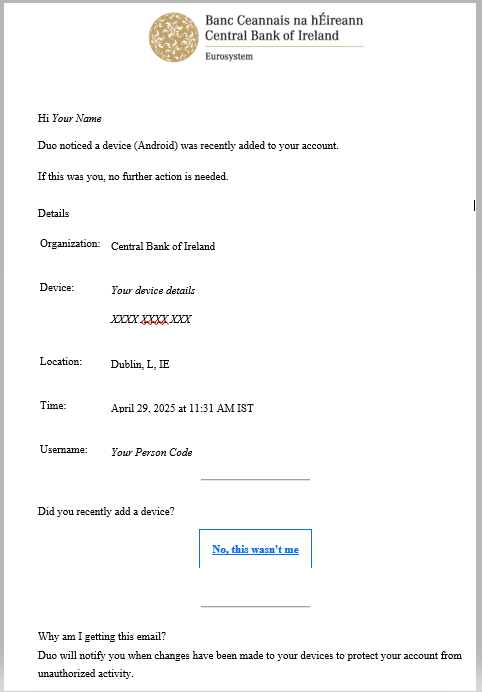 Banc Ceannais na hÉireann
Central Bank of Ireland
Eurosystem
Hi Your Name
Duo noticed a device (Android) was recently added to your account.
If this was you, no further action is needed.
Details
Organization: Central Bank of Ireland
Device: Your device details
XXXX XXXX XXX
Location: Dublin, L, IE
Time: April 29, 2025 at 11:31 AM IST
Username: Your Person Code
Did you recently add a device?
No, this wasn't me
Why am I getting this email?
Duo will notify you when changes have been made to your devices to protect your account from
unauthorized activity.